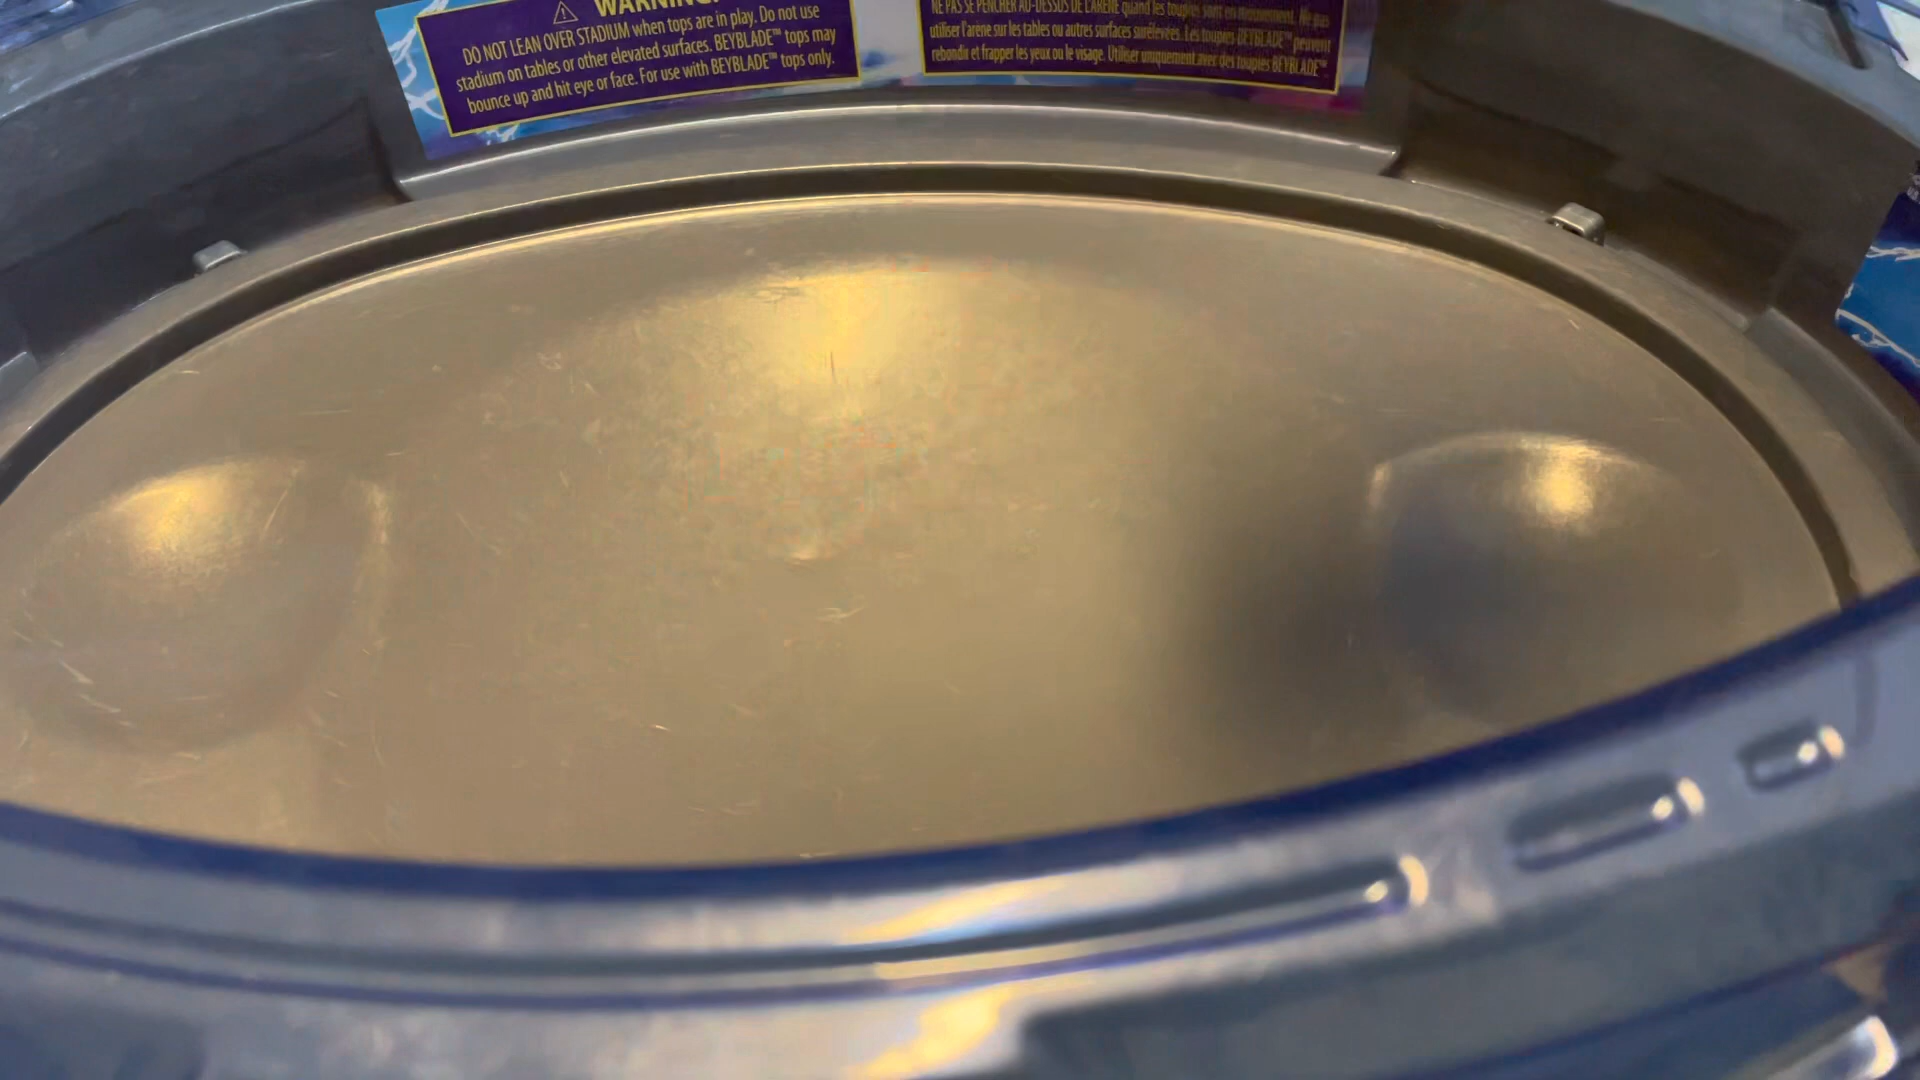 WARNING:
DO NOT LEAN OVER STADIUM when tops are in play. Do not use
stadium on tables or other elevated surfaces. BEYBLADE™ tops may
bounce up and hit eye or face. For use with BEYBLADE™ tops only.
NE PAS SE PENCHER AU-DESSUS DE L'ARÈNE quand les toupies sont en mouvement. Ne pas
utiliser l'arène sur les tables ou autres surfaces surélevées. Les toupies BEYBLADE™ peuvent
rebondir et frapper les yeux ou le visage. Utiliser uniquement avec des toupies BEYBLADE™